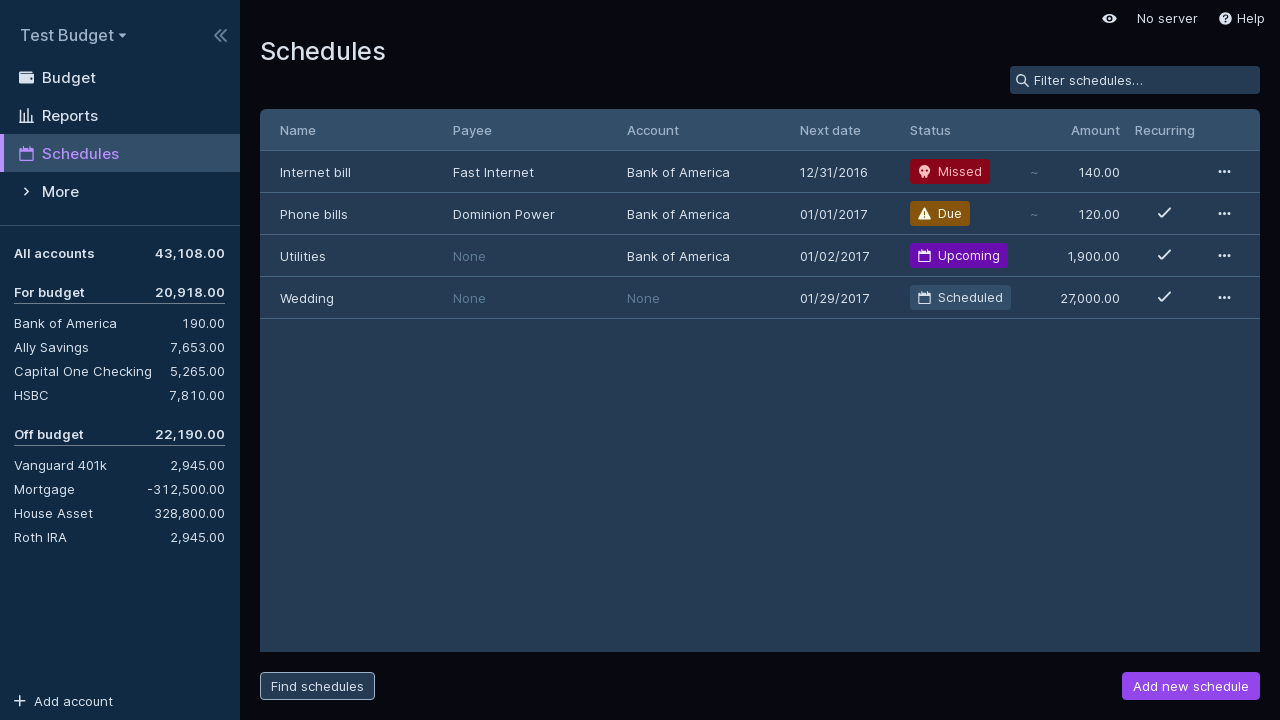 Test Budget
Budget
Reports
Schedules
More
All accounts 43,108.00
For budget 20,918.00
Bank of America 190.00
Ally Savings 7,653.00
Capital One Checking 5,265.00
HSBC 7,810.00
Off budget 22,190.00
Vanguard 401k 2,945.00
Mortgage -312,500.00
House Asset 328,800.00
Roth IRA 2,945.00
Add account
No server Help
Schedules
Filter schedules…
Name Payee Account Next date Status Amount Recurring
Internet bill Fast Internet Bank of America 12/31/2016 Missed ~ 140.00
Phone bills Dominion Power Bank of America 01/01/2017 Due ~ 120.00
Utilities None Bank of America 01/02/2017 Upcoming 1,900.00
Wedding None None 01/29/2017 Scheduled 27,000.00
Find schedules Add new schedule